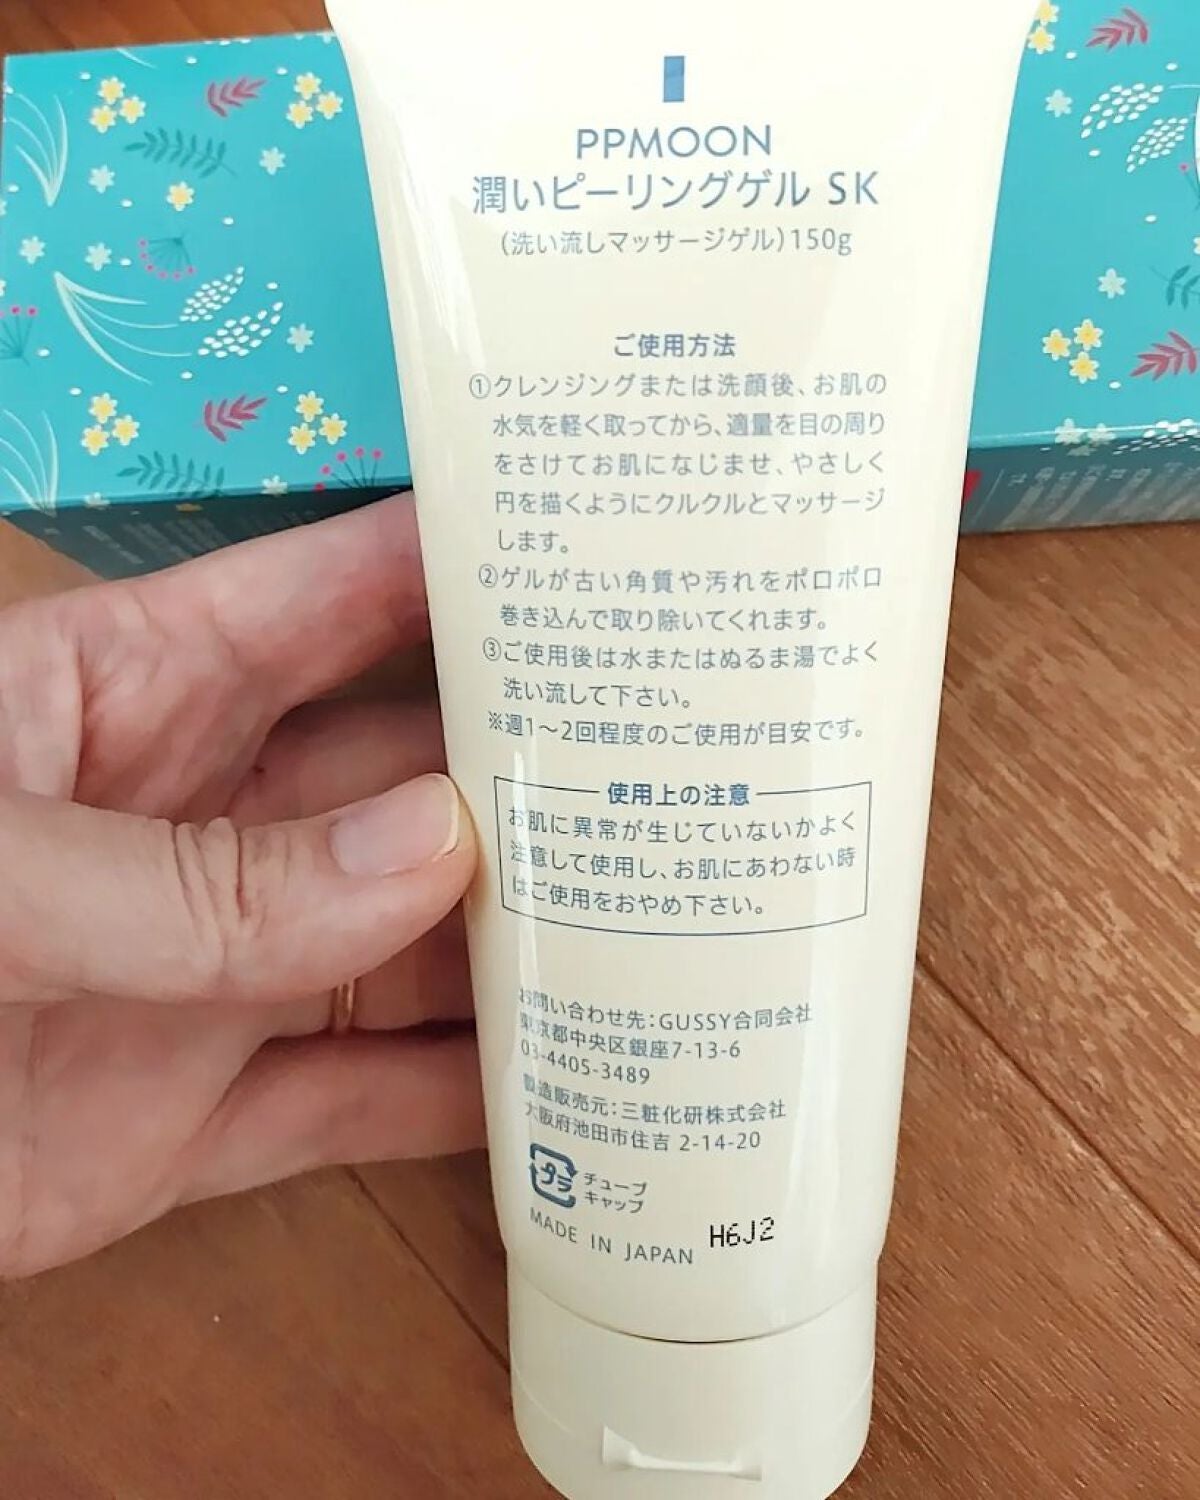 PPMOON
潤いピーリングゲル SK
(洗い流しマッサージゲル)150g
ご使用方法
①クレンジングまたは洗顔後、お肌の
水気を軽く取ってから、適量を目の周り
をさけてお肌になじませ、やさしく
円を描くようにクルクルとマッサージ
します。
②ゲルが古い角質や汚れをポロポロ
巻き込んで取り除いてくれます。
③ご使用後は水またはぬるま湯でよく
洗い流して下さい。
※週1〜2回程度のご使用が目安です。
使用上の注意
お肌に異常が生じていないかよく
注意して使用し、お肌にあわない時
はご使用をおやめ下さい。
お問い合わせ先：GUSSY合同会社
東京都中央区銀座7-13-6
03-4405-3489
製造販売元：三粧化研株式会社
大阪府池田市住吉 2-14-20
プラ
チューブ
キャップ
MADE IN JAPAN
H6J2